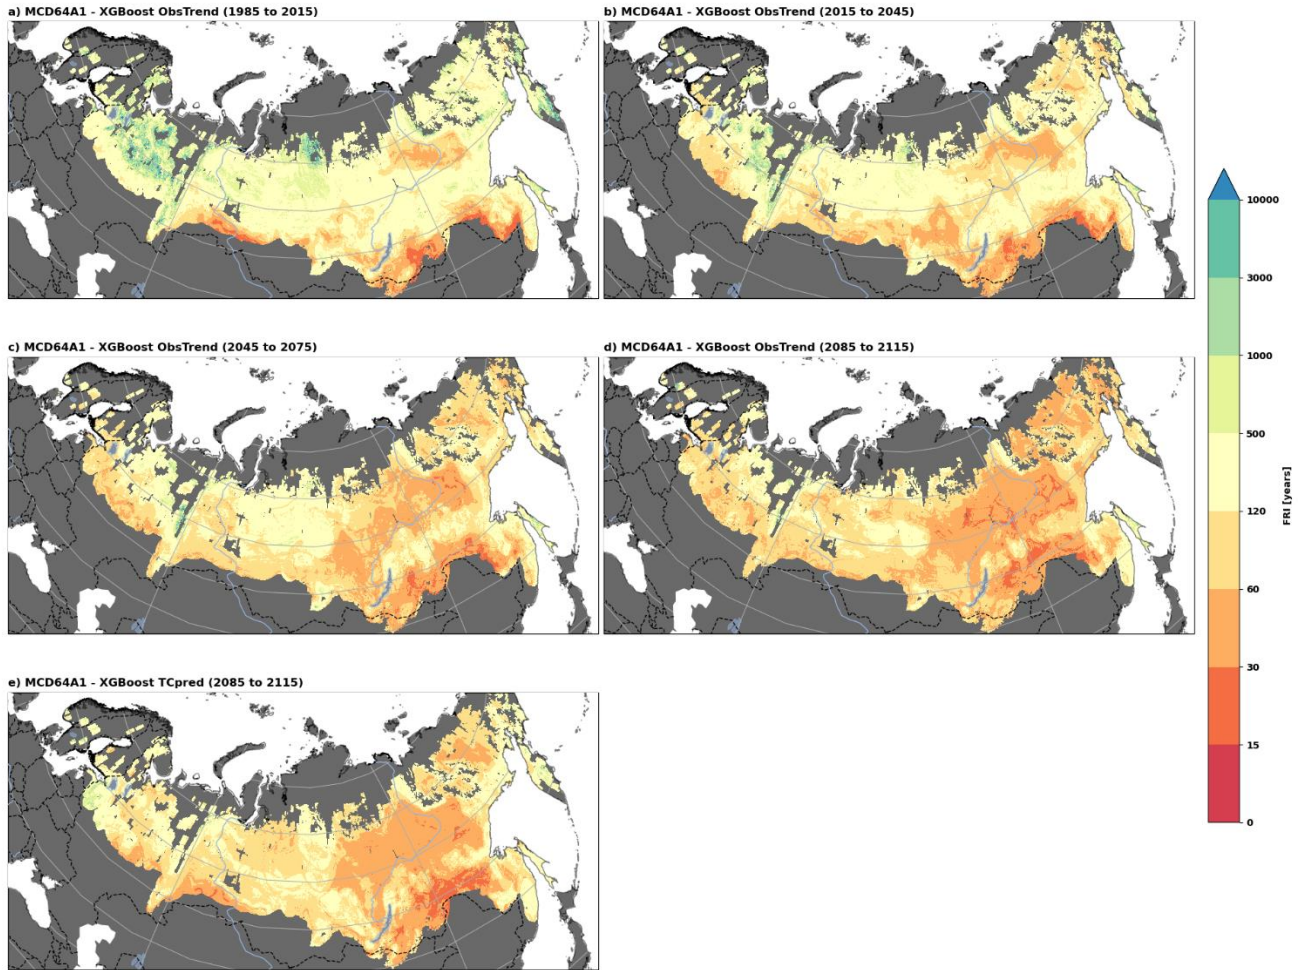 a) MCD64A1 - XGBoost ObsTrend (1985 to 2015)
b) MCD64A1 - XGBoost ObsTrend (2015 to 2045)
c) MCD64A1 - XGBoost ObsTrend (2045 to 2075)
d) MCD64A1 - XGBoost ObsTrend (2085 to 2115)
e) MCD64A1 - XGBoost TCpred (2085 to 2115)
10000
3000
1000
500
120
60
30
15
0
FRI [years]